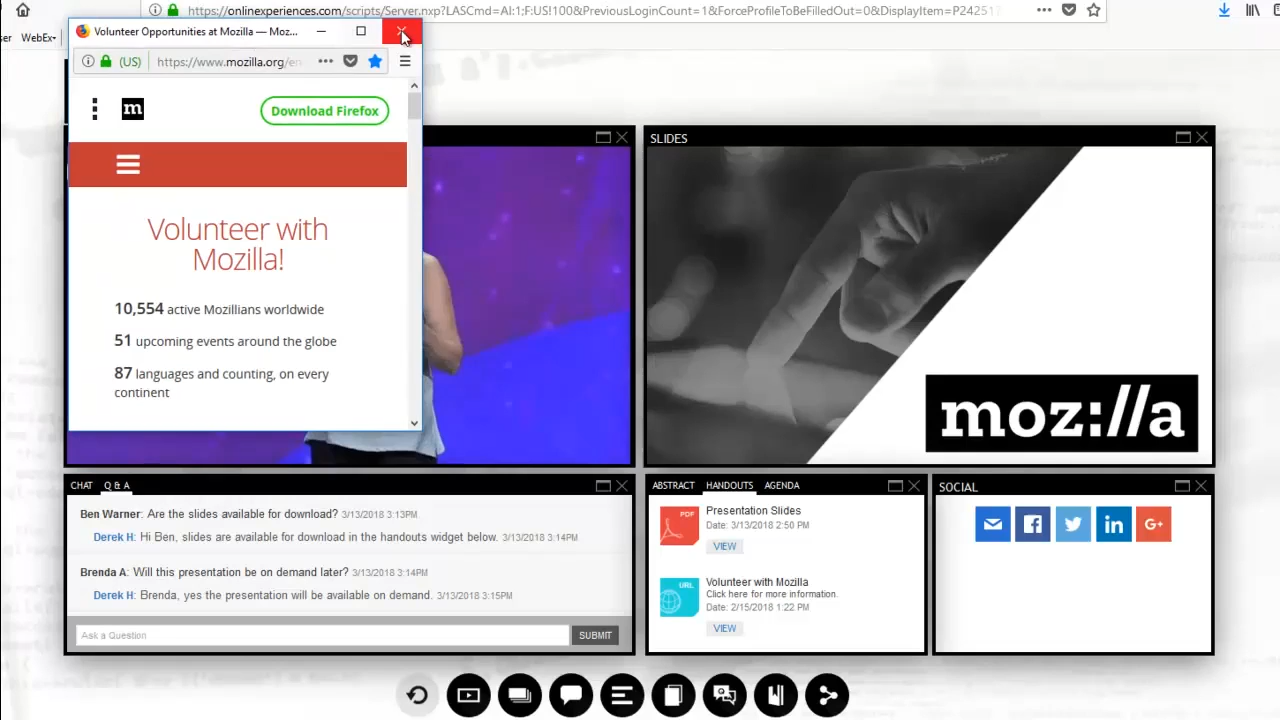 https://onlinexperiences.com/scripts/Server.nxp?LASCmd=AI:1;F:US!100&PreviousLoginCount=1&ForceProfileToBeFilledOut=0&DisplayItem=P24251
ser WebEx
Volunteer Opportunities at Mozilla — Moz...
(US) https://www.mozilla.org/en
m
Download Firefox
Volunteer with
Mozilla!
10,554 active Mozillians worldwide
51 upcoming events around the globe
87 languages and counting, on every
continent
SLIDES
moz://a
CHAT Q & A
Ben Warner: Are the slides available for download? 3/13/2018 3:13PM
Derek H: Hi Ben, slides are available for download in the handouts widget below. 3/13/2018 3:14PM
Brenda A: Will this presentation be on demand later? 3/13/2018 3:14PM
Derek H: Brenda, yes the presentation will be available on demand. 3/13/2018 3:15PM
Ask a Question
SUBMIT
ABSTRACT HANDOUTS AGENDA
PDF
Presentation Slides
Date: 3/13/2018 2:50 PM
VIEW
URL
Volunteer with Mozilla
Click here for more information.
Date: 2/15/2018 1:22 PM
VIEW
SOCIAL
f
in
G+